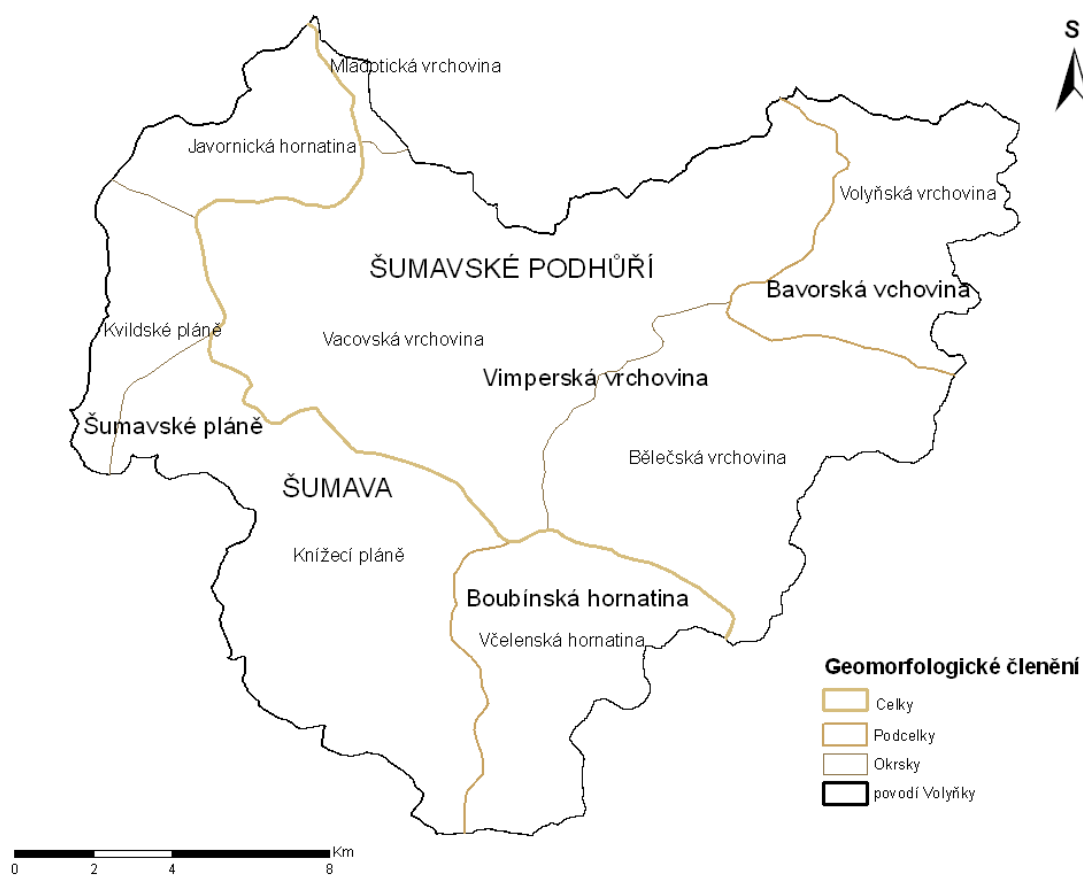 S
Mladotická vrchovina
Javornická hornatina
Volyňská vrchovina
ŠUMAVSKÉ PODHŮŘÍ
Bavorská vchovina
Kvildské pláně
Vacovská vrchovina
Vimperská vrchovina
Šumavské pláně
Bělečská vrchovina
ŠUMAVA
Knížecí pláně
Boubínská hornatina
Včelenská hornatina
Geomorfologické členění
Celky
Podcelky
Okrsky
povodí Volyňky
Km
0 2 4 8